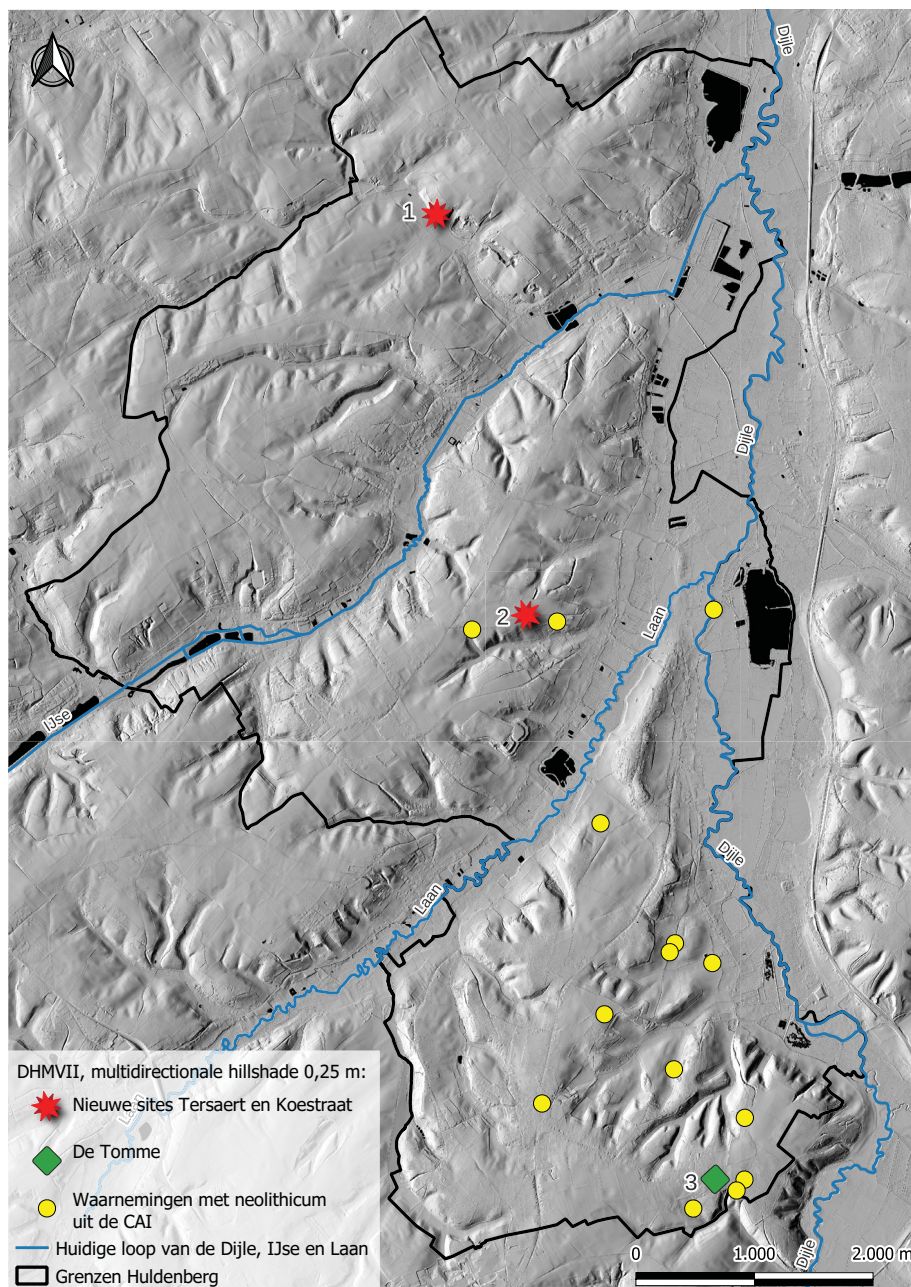 Dijle
1
Dijle
2
Laan
IJse
Dijle
Laan
3
Laan
Dijle
DHMVII, multidirectionale hillshade 0,25 m:
Nieuwe sites Tersaert en Koestraat
De Tomme
Waarnemingen met neolithicum
uit de CAI
Huidige loop van de Dijle, IJse en Laan
Grenzen Huldenberg
0 1.000 2.000 m